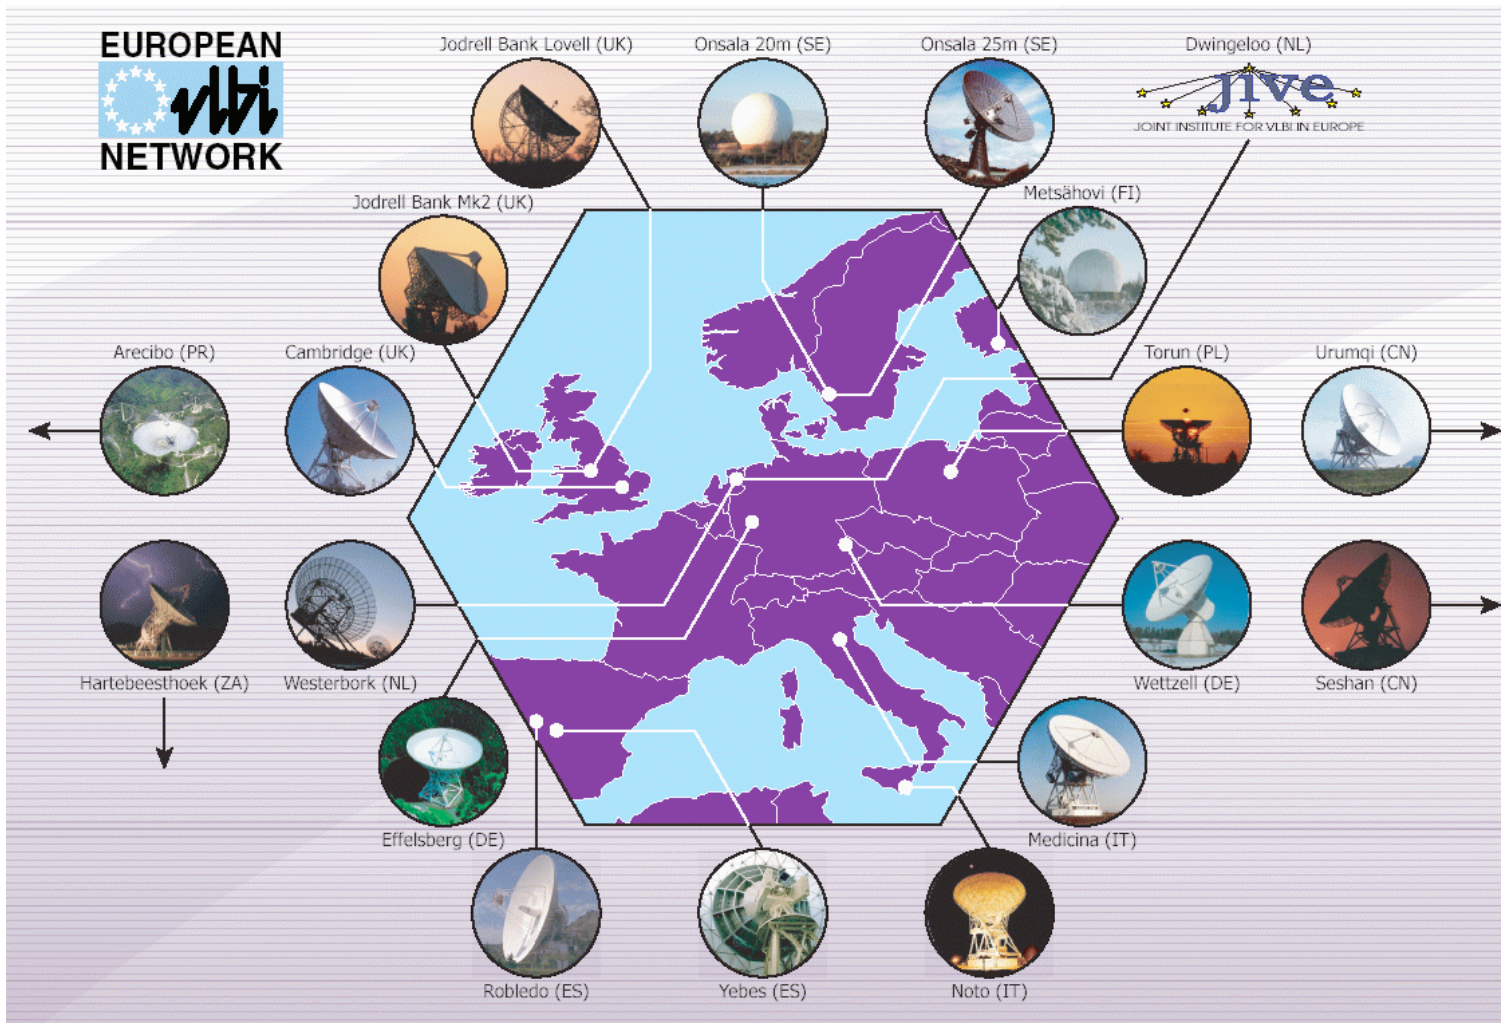 EUROPEAN
vlbi
NETWORK
Jodrell Bank Lovell (UK)
Onsala 20m (SE)
Onsala 25m (SE)
Dwingeloo (NL)
jive
JOINT INSTITUTE FOR VLBI IN EUROPE
Jodrell Bank Mk2 (UK)
Metsähovi (FI)
Arecibo (PR)
Cambridge (UK)
Torun (PL)
Urumqi (CN)
Hartebeesthoek (ZA)
Westerbork (NL)
Wettzell (DE)
Seshan (CN)
Effelsberg (DE)
Medicina (IT)
Robledo (ES)
Yebes (ES)
Noto (IT)